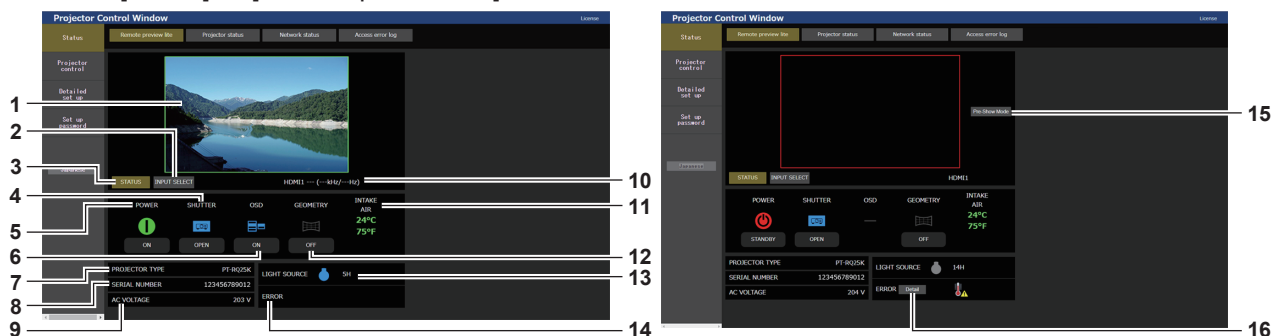 Projector Control Window License
Status Remote preview lite Projector status Network status Access error log
Projector
control
Detailed
set up
Set up
password
STATUS INPUT SELECT HDMI1 --- (---kHz/---Hz)
POWER SHUTTER OSD GEOMETRY INTAKE
AIR
24°C
75°F
ON OPEN ON OFF
PROJECTOR TYPE PT-RQ25K
SERIAL NUMBER 123456789012
AC VOLTAGE 203 V
LIGHT SOURCE 5H
ERROR
1
2
3
4
5
6
7
8
9
10
11
12
13
14
Projector Control Window License
Status Remote preview lite Projector status Network status Access error log
Projector
control
Detailed
set up
Set up
password
Pre-Show Mode
Japanese
STATUS INPUT SELECT HDMI1
POWER SHUTTER OSD GEOMETRY INTAKE
AIR
24°C
75°F
STANDBY OPEN OFF
PROJECTOR TYPE PT-RQ25K
SERIAL NUMBER 123456789012
AC VOLTAGE 204 V
LIGHT SOURCE 14H
ERROR Detail
15
16